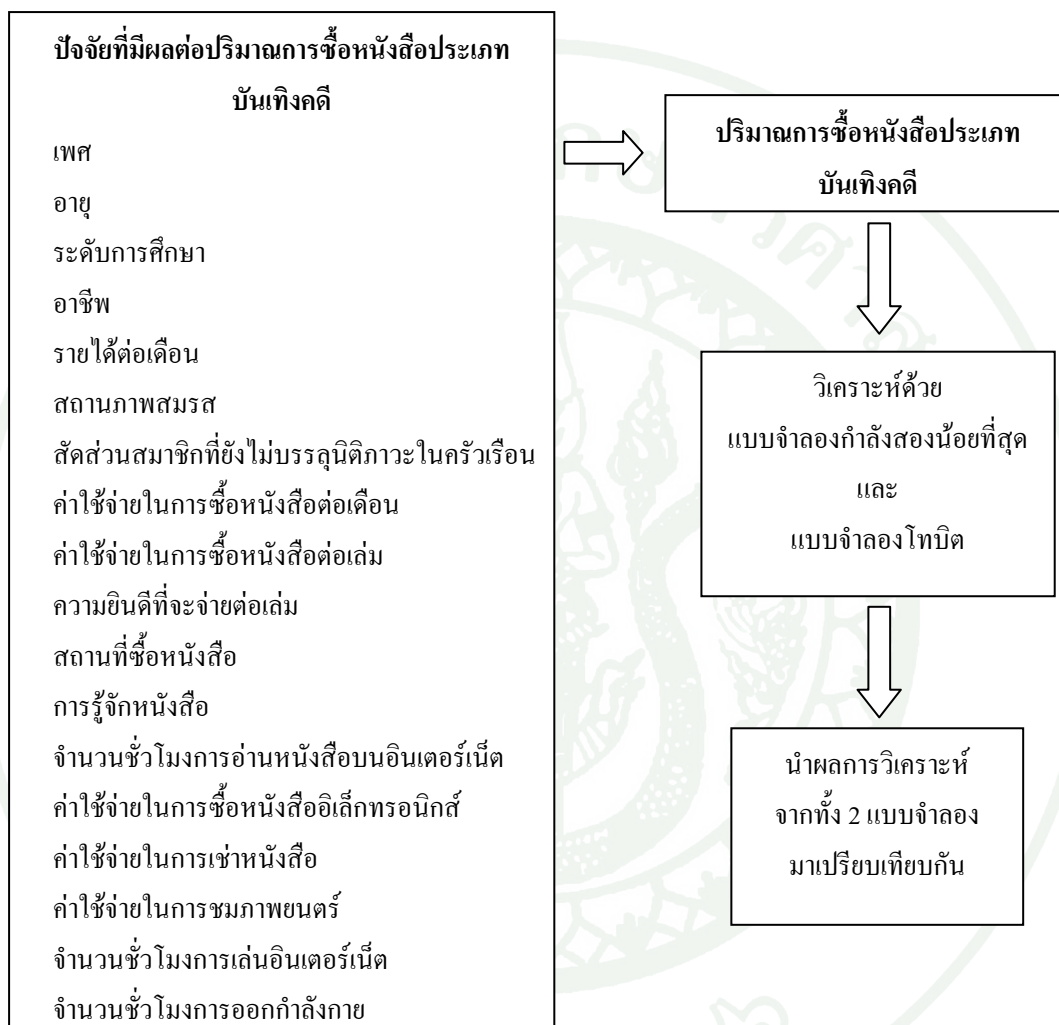 ปัจจัยที่มีผลต่อปริมาณการซื้อหนังสือประเภท
บันเทิงคดี
เพศ
อายุ
ระดับการศึกษา
อาชีพ
รายได้ต่อเดือน
สถานภาพสมรส
สัดส่วนสมาชิกที่ยังไม่บรรลุนิติภาวะในครัวเรือน
ค่าใช้จ่ายในการซื้อหนังสือต่อเดือน
ค่าใช้จ่ายในการซื้อหนังสือต่อเล่ม
ความยินดีที่จะจ่ายต่อเล่ม
สถานที่ซื้อหนังสือ
การรู้จักหนังสือ
จำนวนชั่วโมงการอ่านหนังสือบนอินเตอร์เน็ต
ค่าใช้จ่ายในการซื้อหนังสืออิเล็กทรอนิกส์
ค่าใช้จ่ายในการเช่าหนังสือ
ค่าใช้จ่ายในการชมภาพยนตร์
จำนวนชั่วโมงการเล่นอินเตอร์เน็ต
จำนวนชั่วโมงการออกกำลังกาย
ปริมาณการซื้อหนังสือประเภท
บันเทิงคดี
วิเคราะห์ด้วย
แบบจำลองกำลังสองน้อยที่สุด
และ
แบบจำลองโทบิต
นำผลการวิเคราะห์
จากทั้ง 2 แบบจำลอง
มาเปรียบเทียบกัน